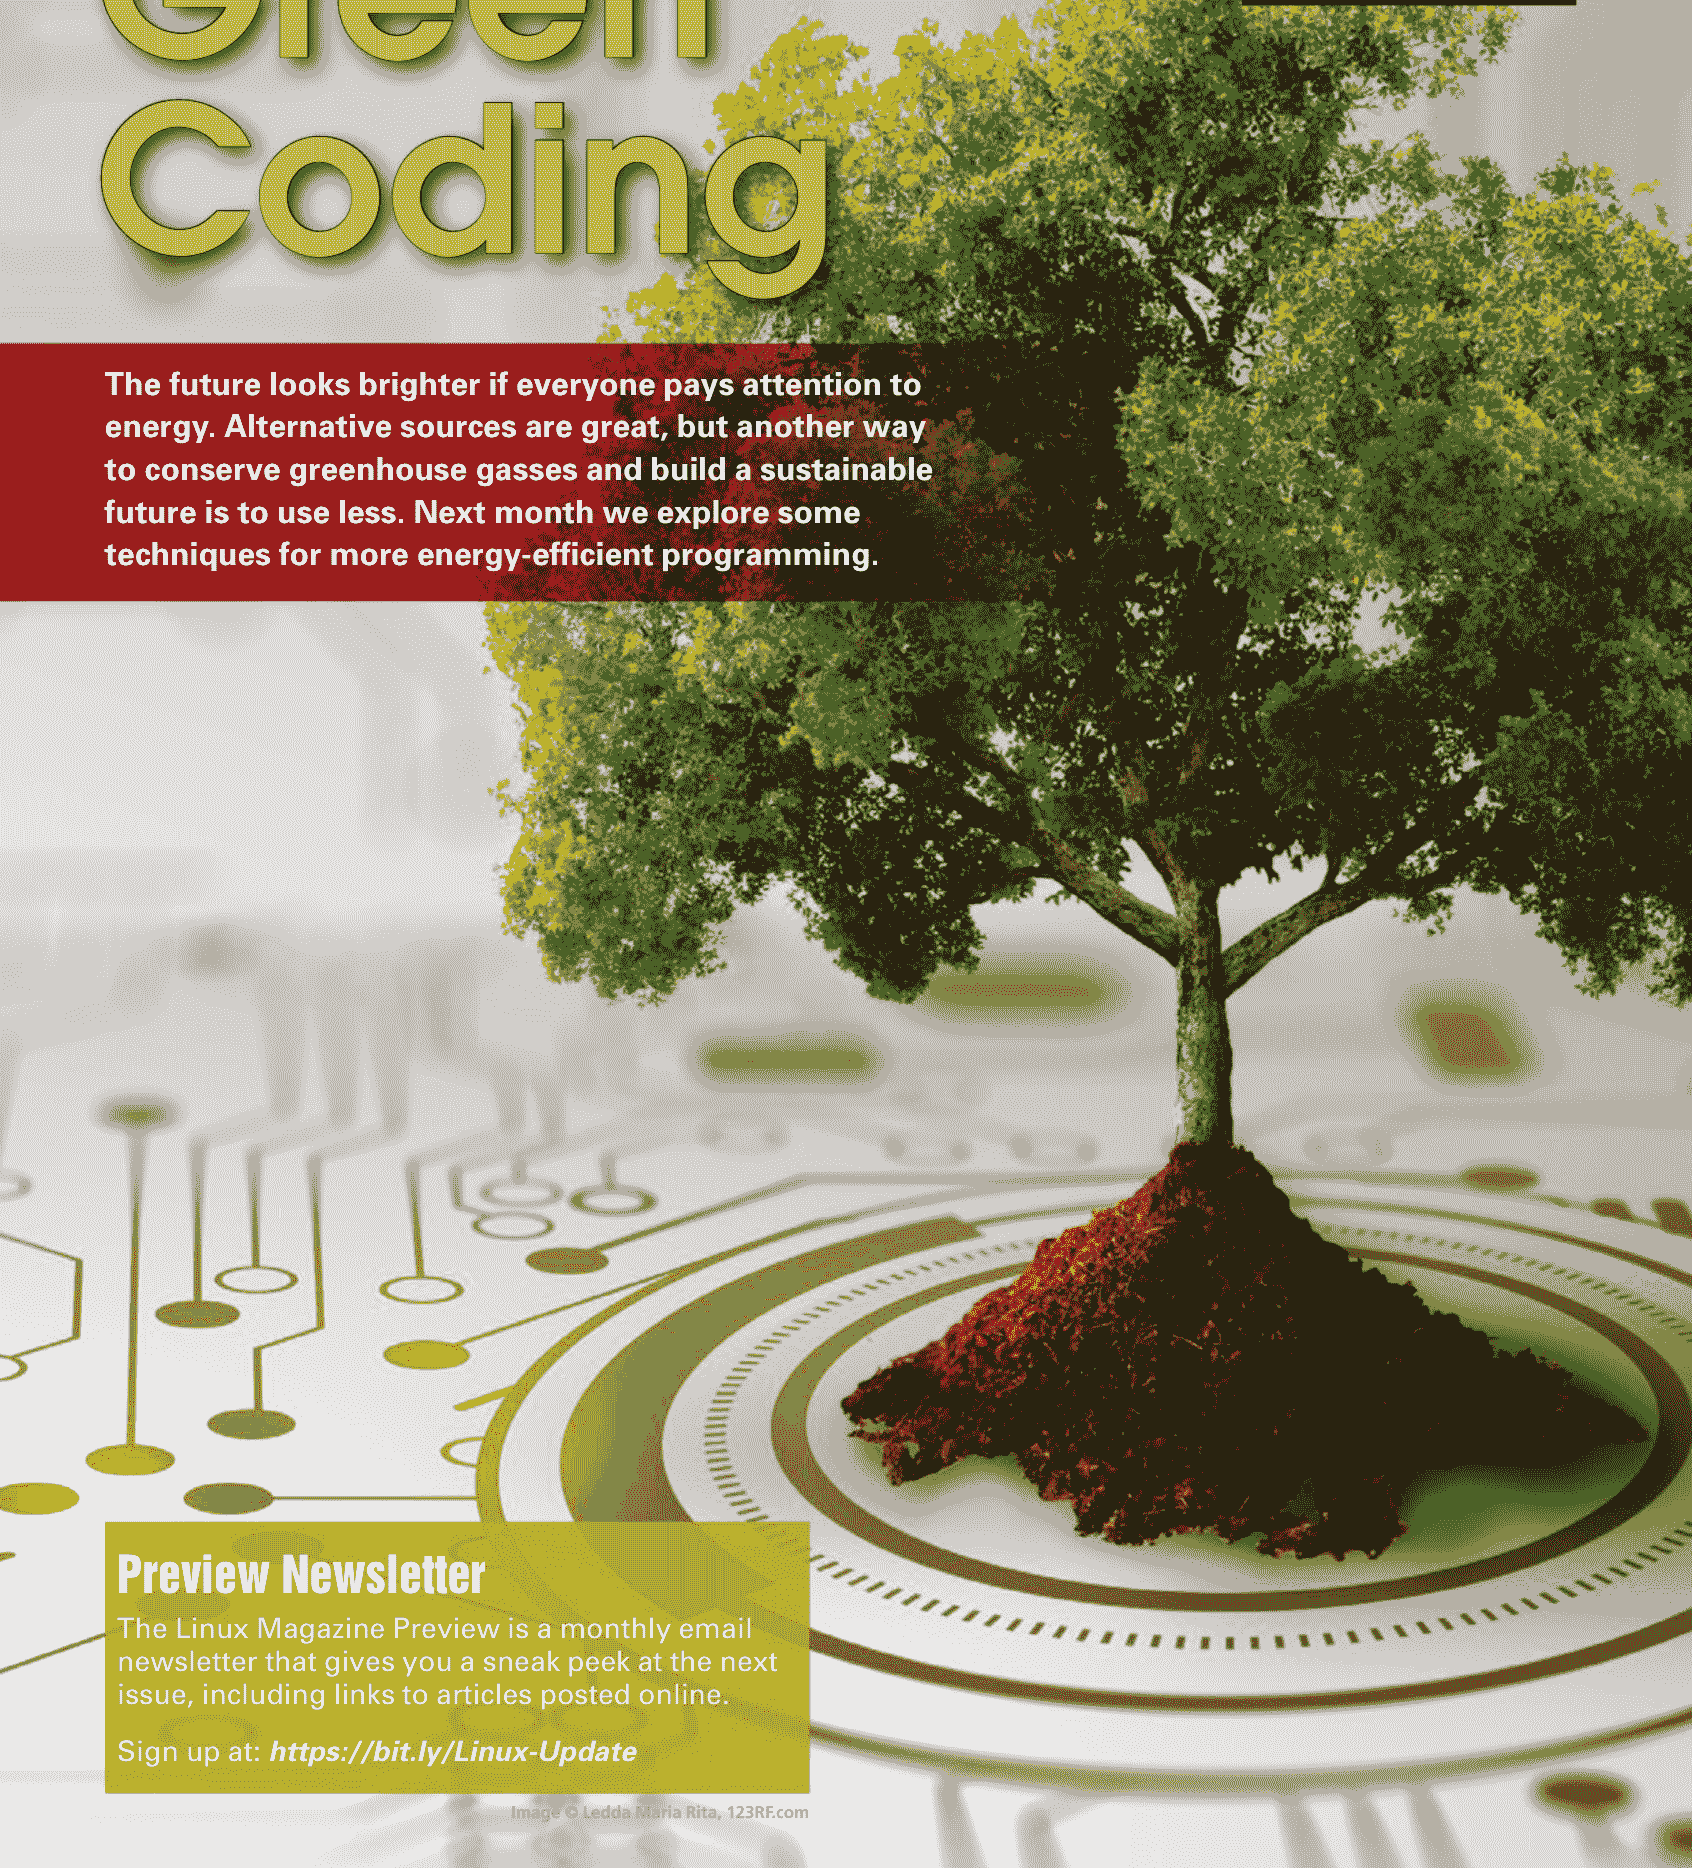 Green
Coding
The future looks brighter if everyone pays attention to
energy. Alternative sources are great, but another way
to conserve greenhouse gasses and build a sustainable
future is to use less. Next month we explore some
techniques for more energy-efficient programming.
Preview Newsletter
The Linux Magazine Preview is a monthly email
newsletter that gives you a sneak peek at the next
issue, including links to articles posted online.
Sign up at: https://bit.ly/Linux-Update
Image © Ledda Maria Rita, 123RF.com